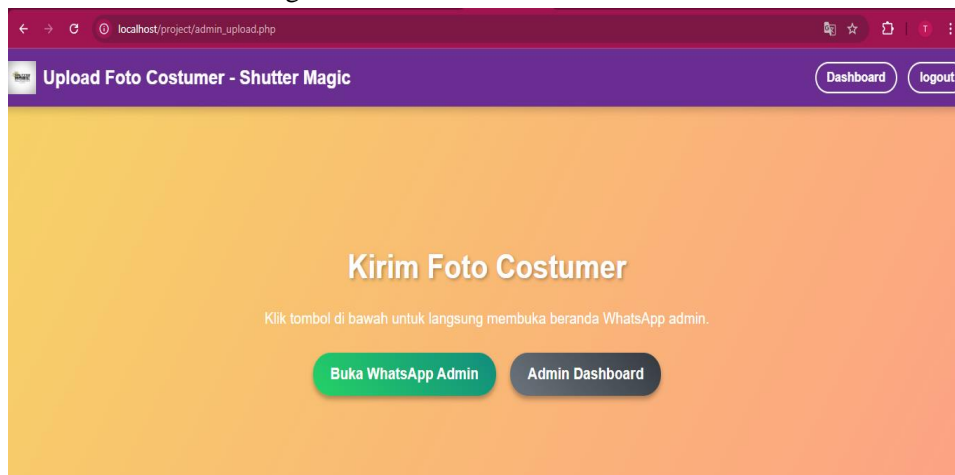 localhost/project/admin_upload.php
T
Upload Foto Costumer - Shutter Magic
Dashboard
logout
Kirim Foto Costumer
Klik tombol di bawah untuk langsung membuka beranda WhatsApp admin.
Buka WhatsApp Admin
Admin Dashboard